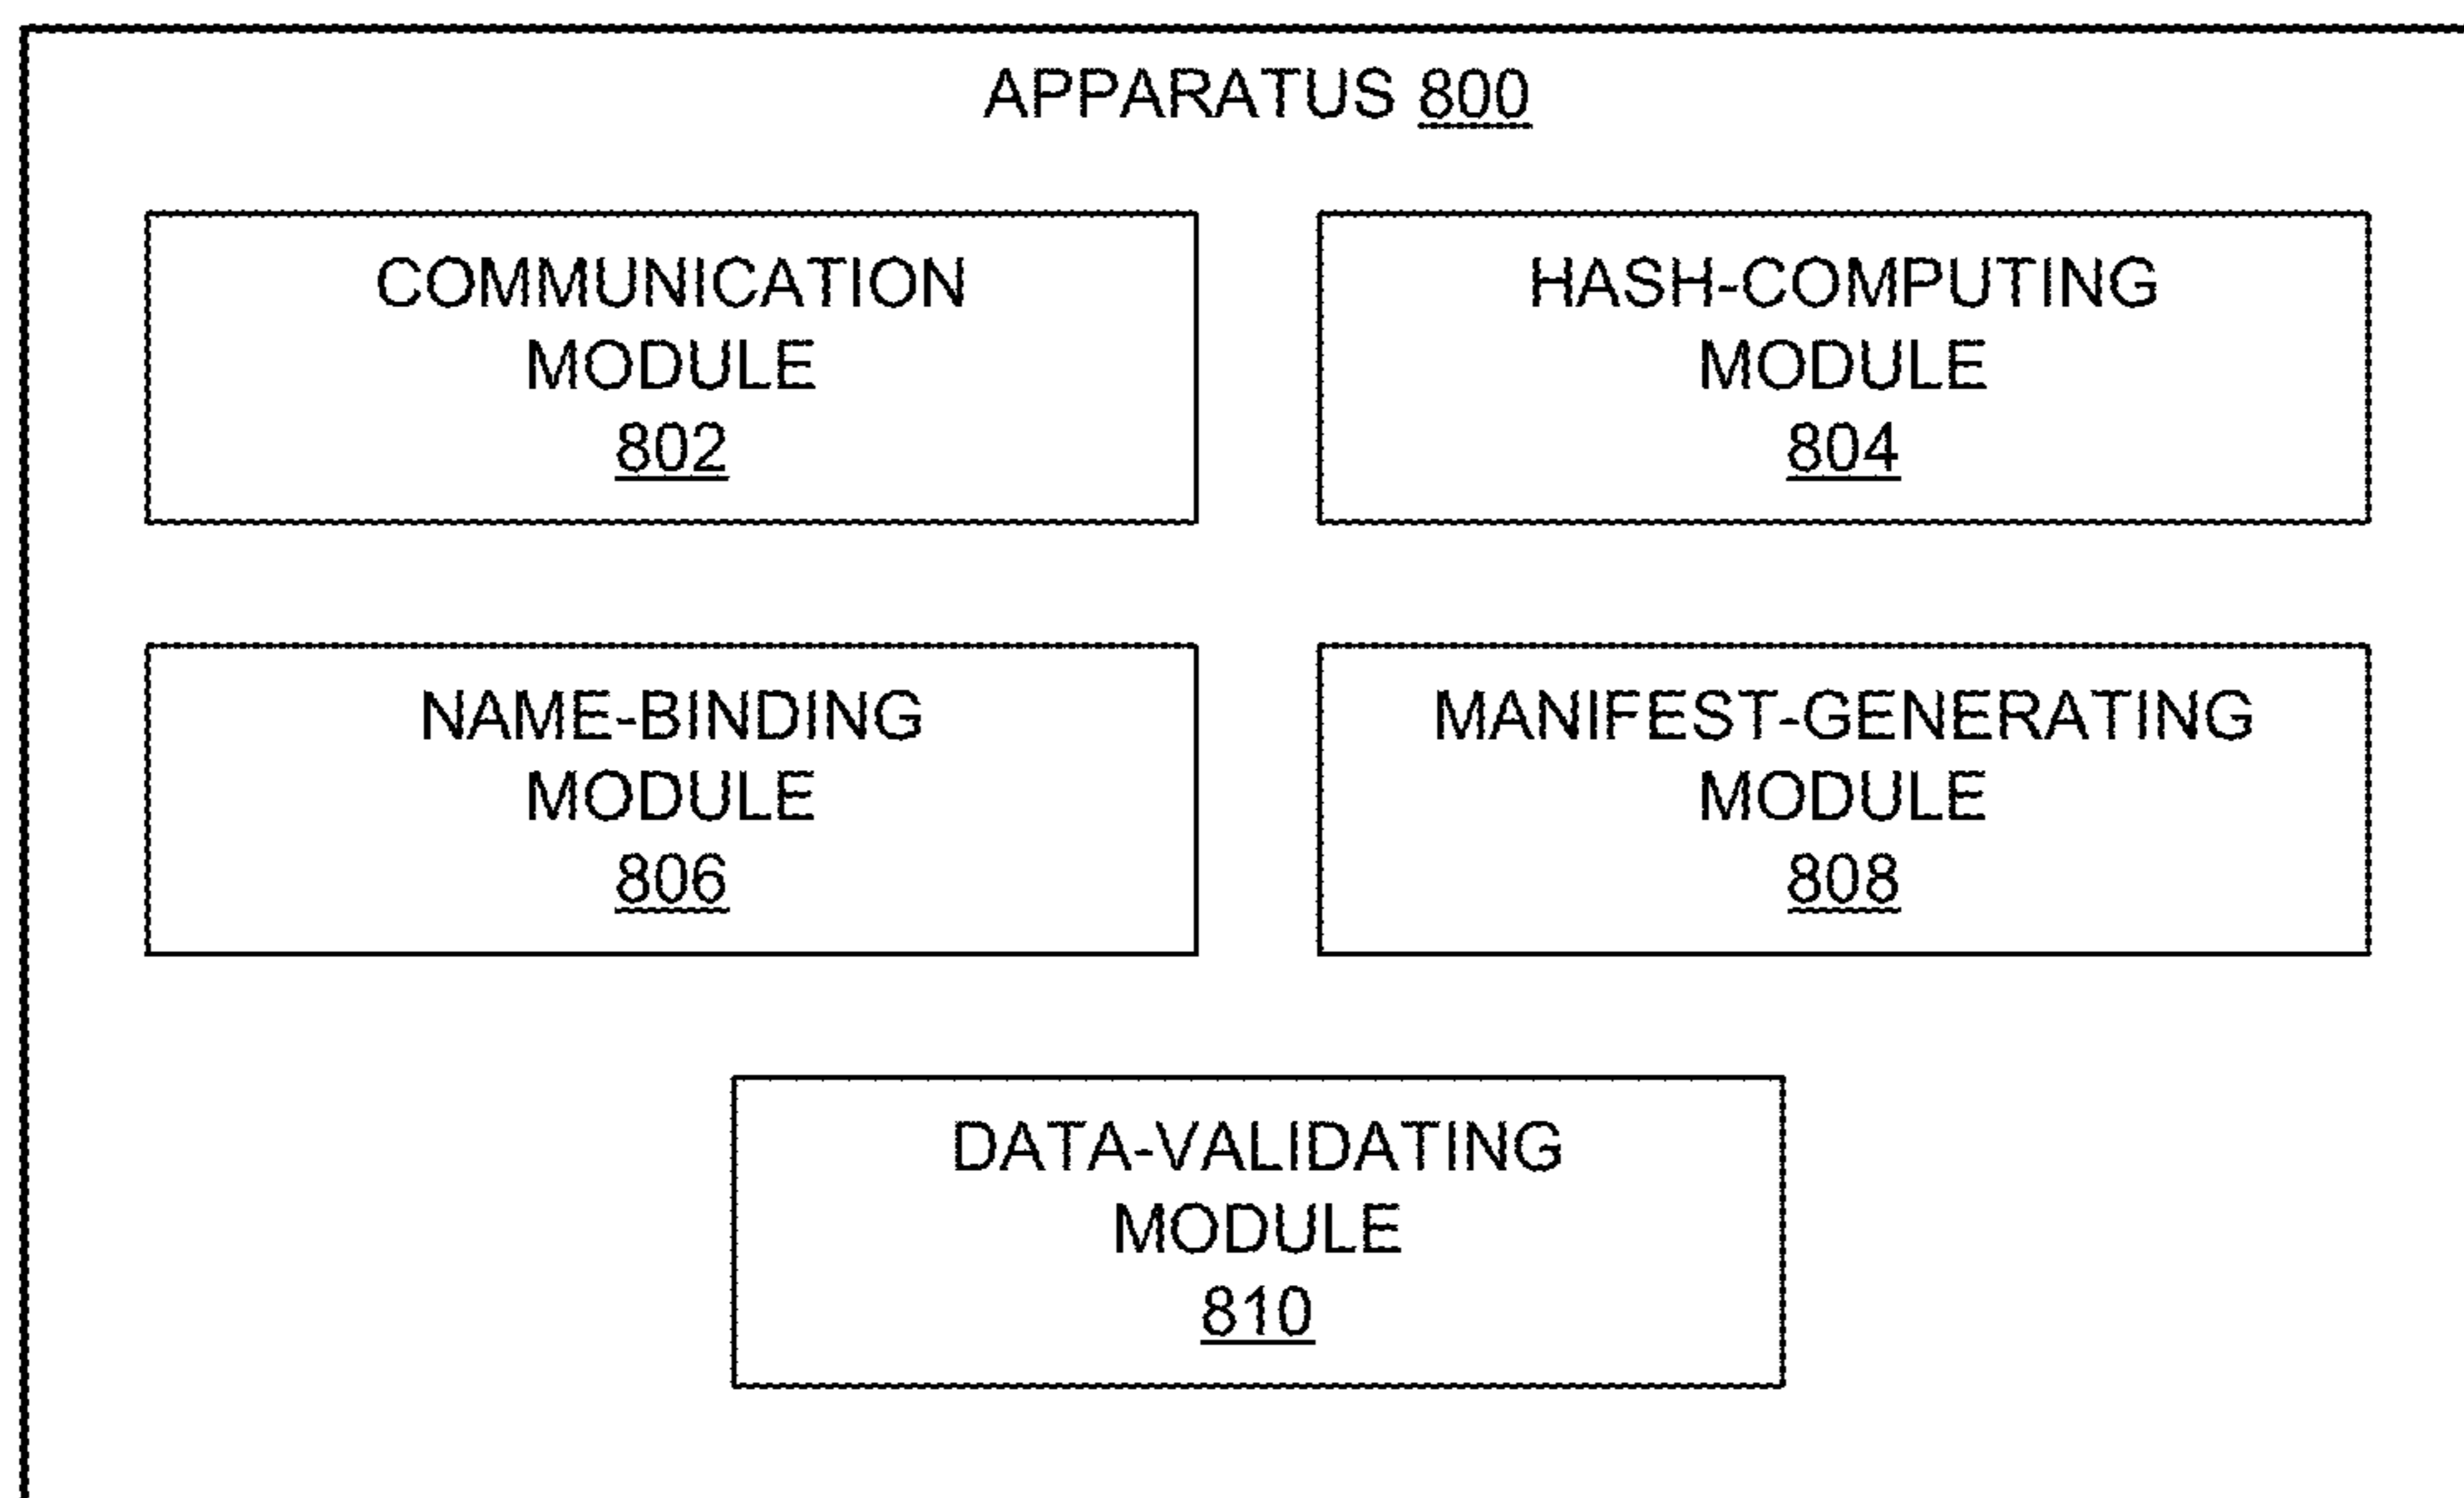 APPARATUS 800
COMMUNICATION
MODULE
802
HASH-COMPUTING
MODULE
804
NAME-BINDING
MODULE
806
MANIFEST-GENERATING
MODULE
808
DATA-VALIDATING
MODULE
810